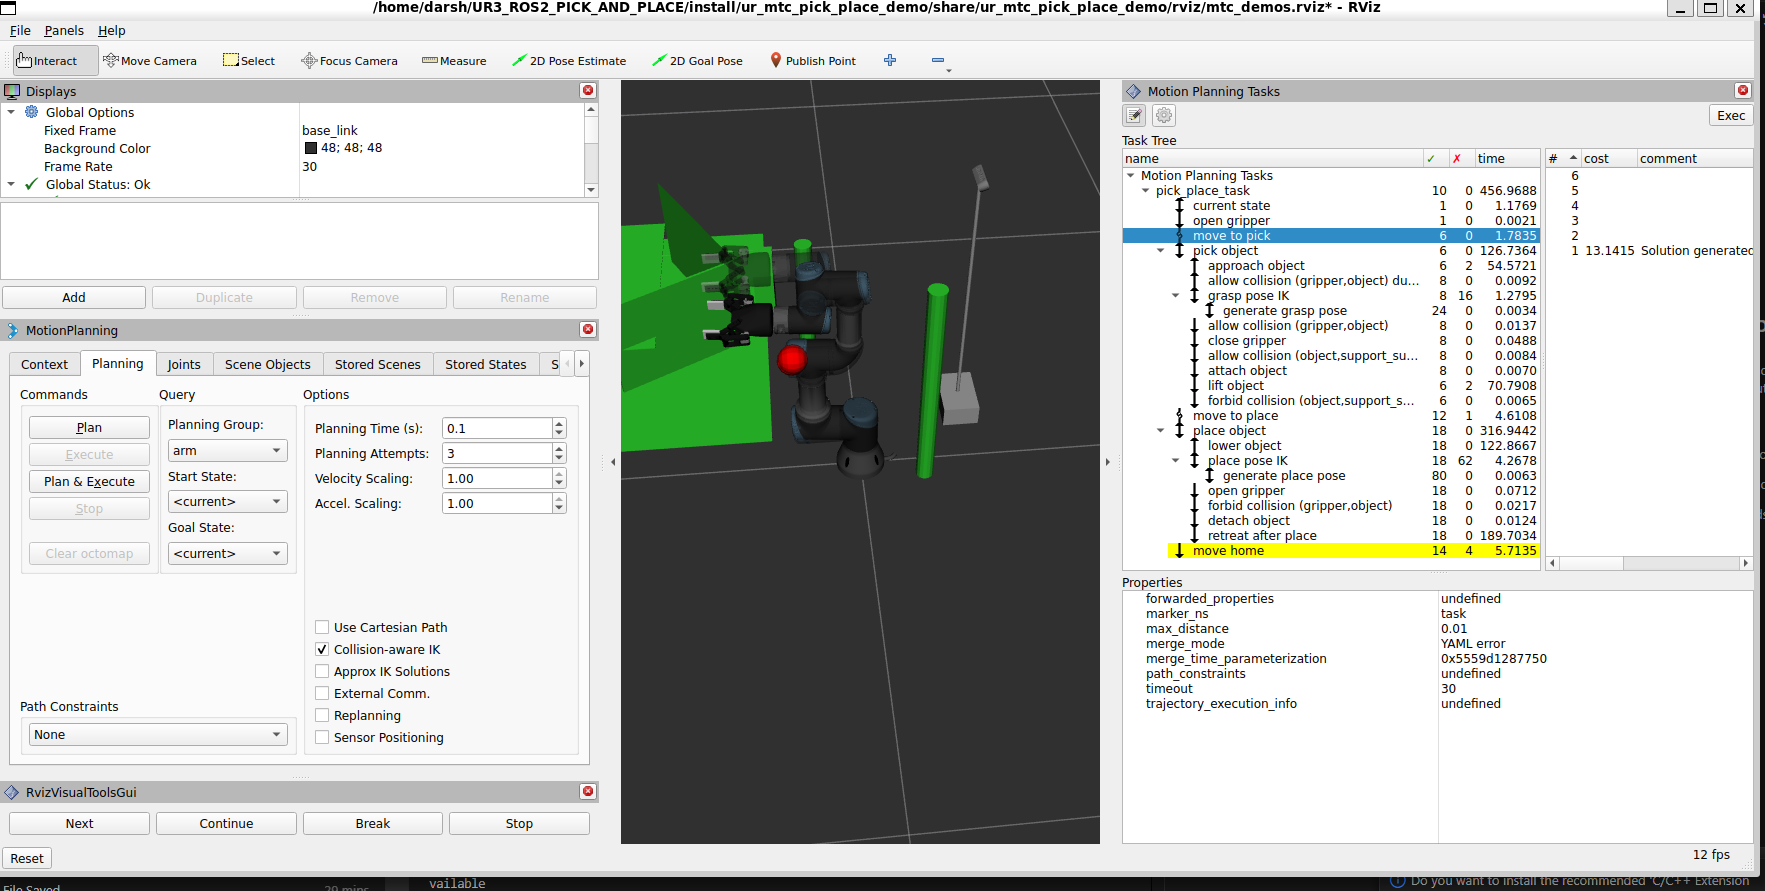 /home/darsh/UR3_ROS2_PICK_AND_PLACE/install/ur_mtc_pick_place_demo/share/ur_mtc_pick_place_demo/rviz/mtc_demos.rviz* - RViz
File Panels Help
Interact Move Camera Select Focus Camera Measure 2D Pose Estimate 2D Goal Pose Publish Point
Displays
Global Options
Fixed Frame base_link
Background Color 48; 48; 48
Frame Rate 30
Global Status: Ok
Add Duplicate Remove Rename
MotionPlanning
Context Planning Joints Scene Objects Stored Scenes Stored States S
Commands Query Options
Plan
Execute
Plan & Execute
Stop
Clear octomap
Planning Group:
arm
Start State:
<current>
Goal State:
<current>
Planning Time (s): 0.1
Planning Attempts: 3
Velocity Scaling: 1.00
Accel. Scaling: 1.00
Use Cartesian Path
Collision-aware IK
Approx IK Solutions
External Comm.
Replanning
Sensor Positioning
Path Constraints
None
RvizVisualToolsGui
Next Continue Break Stop
Reset
Motion Planning Tasks
Exec
Task Tree
name ✓ ✗ time
Motion Planning Tasks
pick_place_task 10 0 456.9688
current state 1 0 1.1769
open gripper 1 0 0.0021
move to pick 6 0 1.7835
pick object 6 0 126.7364
approach object 6 2 54.5721
allow collision (gripper,object) du... 8 0 0.0092
grasp pose IK 8 16 1.2795
generate grasp pose 24 0 0.0034
allow collision (gripper,object) 8 0 0.0137
close gripper 8 0 0.0488
allow collision (object,support_su... 8 0 0.0084
attach object 8 0 0.0070
lift object 6 2 70.7908
forbid collision (object,support_s... 6 0 0.0065
move to place 12 1 4.6108
place object 18 0 316.9442
lower object 18 0 122.8667
place pose IK 18 62 4.2678
generate place pose 80 0 0.0063
open gripper 18 0 0.0712
forbid collision (gripper,object) 18 0 0.0217
detach object 18 0 0.0124
retreat after place 18 0 189.7034
move home 14 4 5.7135
# cost comment
6
5
4
3
2
1 13.1415 Solution generated
Properties
forwarded_properties undefined
marker_ns task
max_distance 0.01
merge_mode YAML error
merge_time_parameterization 0x5559d1287750
path_constraints undefined
timeout 30
trajectory_execution_info undefined
12 fps
File Saved 20 mins
vailable
Do you want to install the recommended 'C/C++ Extension